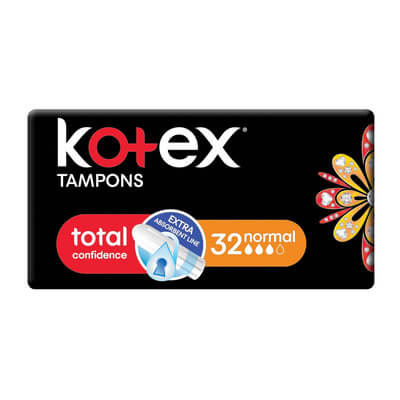 kotex
TAMPONS
total
confidence
EXTRA
ABSORBENT LINE
32 normal